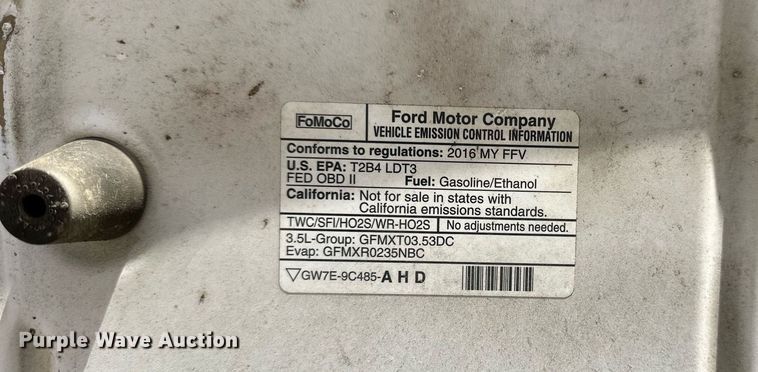 FoMoCo
Ford Motor Company
VEHICLE EMISSION CONTROL INFORMATION
Conforms to regulations: 2016 MY FFV
U.S. EPA: T2B4 LDT3
FED OBD II Fuel: Gasoline/Ethanol
California: Not for sale in states with
California emissions standards.
TWC/SFI/HO2S/WR-HO2S No adjustments needed.
3.5L-Group: GFMXT03.53DC
Evap: GFMXR0235NBC
▽GW7E-9C485-A H D
Purple Wave Auction